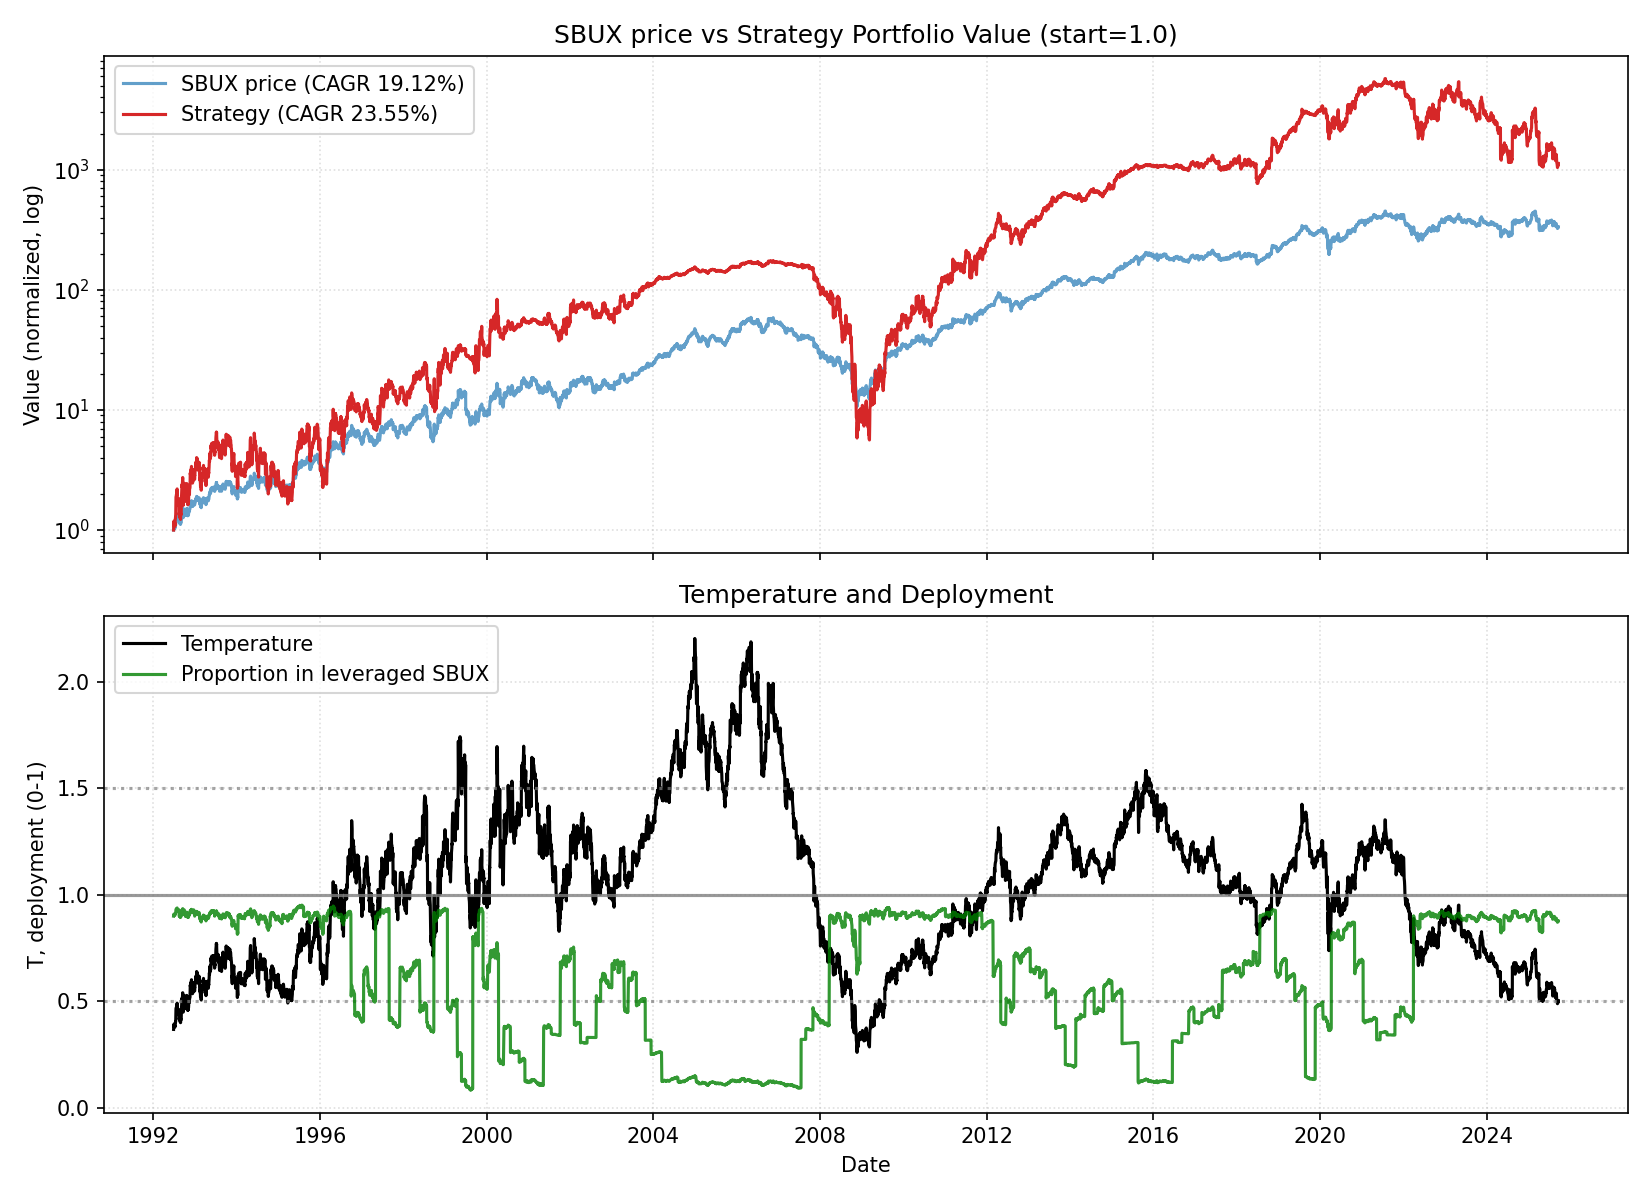 SBUX price vs Strategy Portfolio Value (start=1.0)
SBUX price (CAGR 19.12%)
Strategy (CAGR 23.55%)
Value (normalized, log)
10³
10²
10¹
10⁰
Temperature and Deployment
Temperature
Proportion in leveraged SBUX
T, deployment (0-1)
2.0
1.5
1.0
0.5
0.0
1992 1996 2000 2004 2008 2012 2016 2020 2024
Date